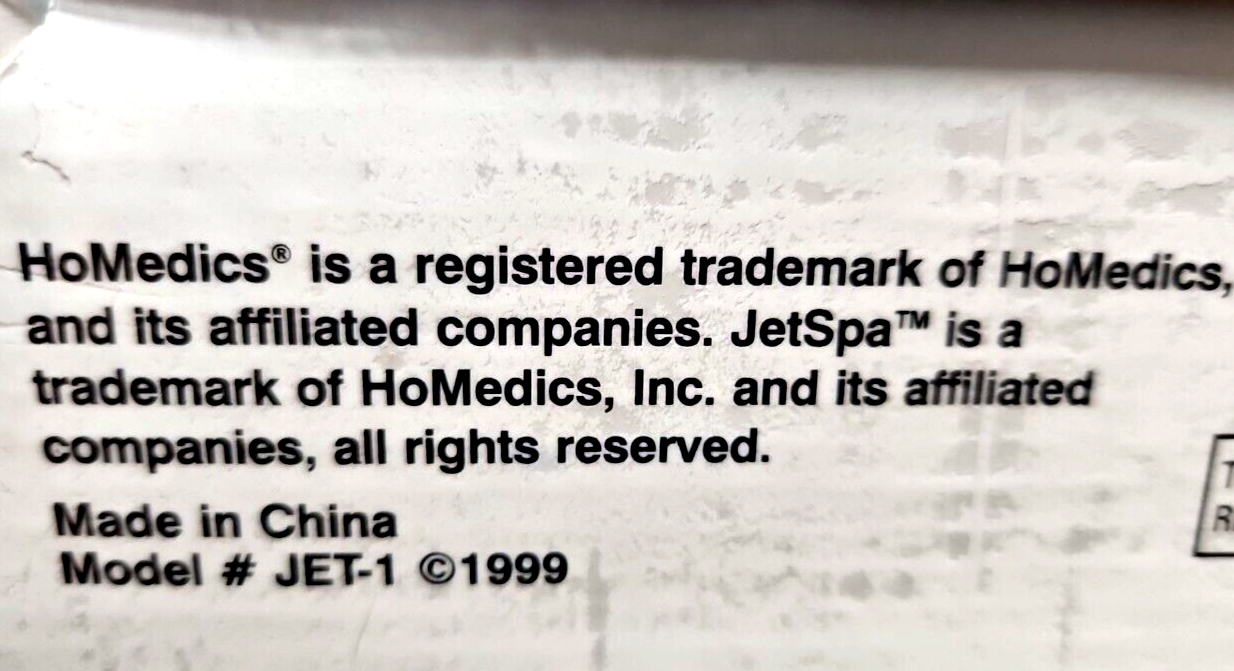 HoMedics® is a registered trademark of HoMedics,
and its affiliated companies. JetSpa™ is a
trademark of HoMedics, Inc. and its affiliated
companies, all rights reserved.
Made in China
Model # JET-1 ©1999